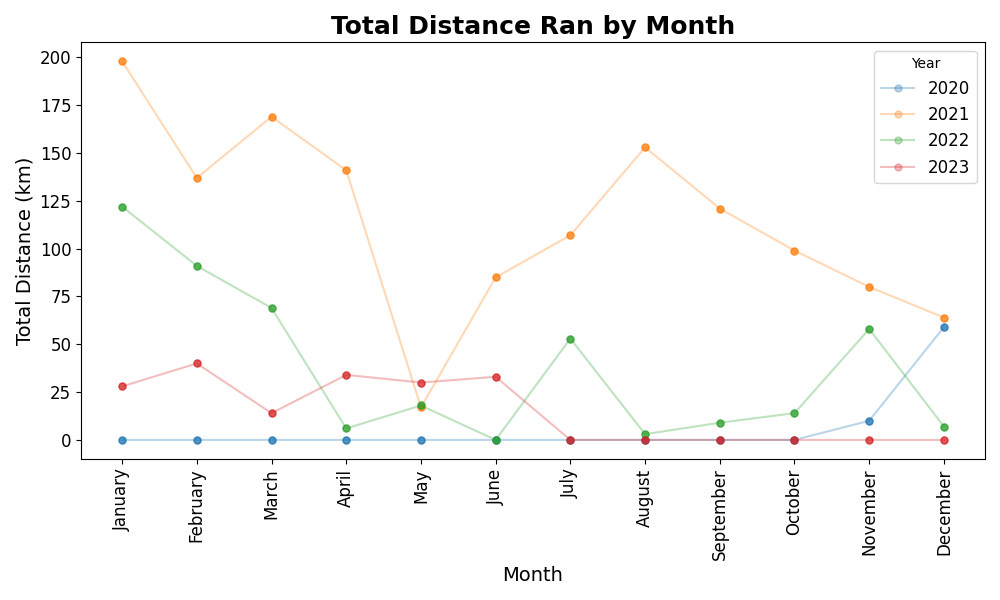 Total Distance Ran by Month
Total Distance (km)
200
175
150
125
100
75
50
25
0
Year
2020
2021
2022
2023
January
February
March
April
May
June
July
August
September
October
November
December
Month